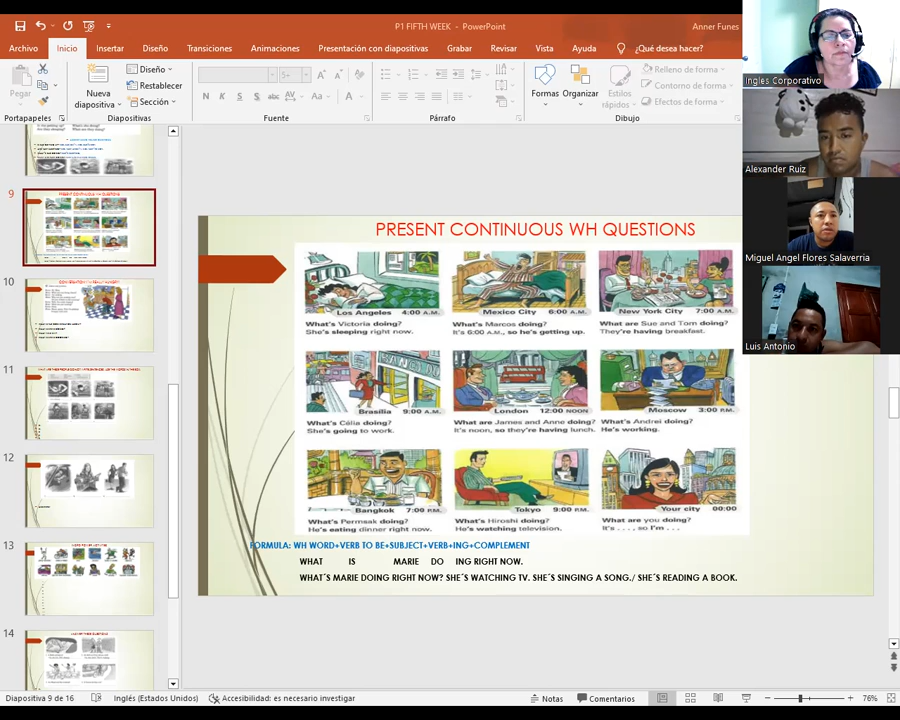 P1 FIFTH WEEK - PowerPoint
Anner Funes
Archivo Inicio Insertar Diseño Transiciones Animaciones Presentación con diapositivas Grabar Revisar Vista Ayuda ¿Qué desea hacer?
Pegar
Nueva diapositiva
Diseño
Restablecer
Sección
N K S S abc AV Aa A
Formas
Organizar
Estilos rápidos
Relleno de forma
Contorno de forma
Efectos de forma
Portapapeles Diapositivas Fuente Párrafo Dibujo
Inglés Corporativo
Alexander Ruiz
Miguel Angel Flores Salaverria
Luis Antonio
9
10
11
12
13
14
PRESENT CONTINUOUS WH QUESTIONS
Los Angeles 4:00 A.M.
What's Victoria doing?
She's sleeping right now.
Mexico City 6:00 A.M.
What's Marcos doing?
It's 6:00 A.M., so he's getting up.
New York City 7:00 A.M.
What are Sue and Tom doing?
They're having breakfast.
Brasília 9:00 A.M.
What's Célia doing?
She's going to work.
London 12:00 NOON
What are James and Anne doing?
It's noon, so they're having lunch.
Moscow 3:00 P.M.
What's Andrei doing?
He's working.
Bangkok 7:00 P.M.
What's Permsak doing?
He's eating dinner right now.
Tokyo 9:00 P.M.
What's Hiroshi doing?
He's watching television.
Your city 00:00
What are you doing?
It's . . . , so I'm . . .
FORMULA: WH WORD+VERB TO BE+SUBJECT+VERB+ING+COMPLEMENT
WHAT IS MARIE DO ING RIGHT NOW.
WHAT´S MARIE DOING RIGHT NOW? SHE´S WATCHING TV. SHE´S SINGING A SONG./ SHE´S READING A BOOK.
Diapositiva 9 de 16 Inglés (Estados Unidos) Accesibilidad: es necesario investigar Notas Comentarios 76%